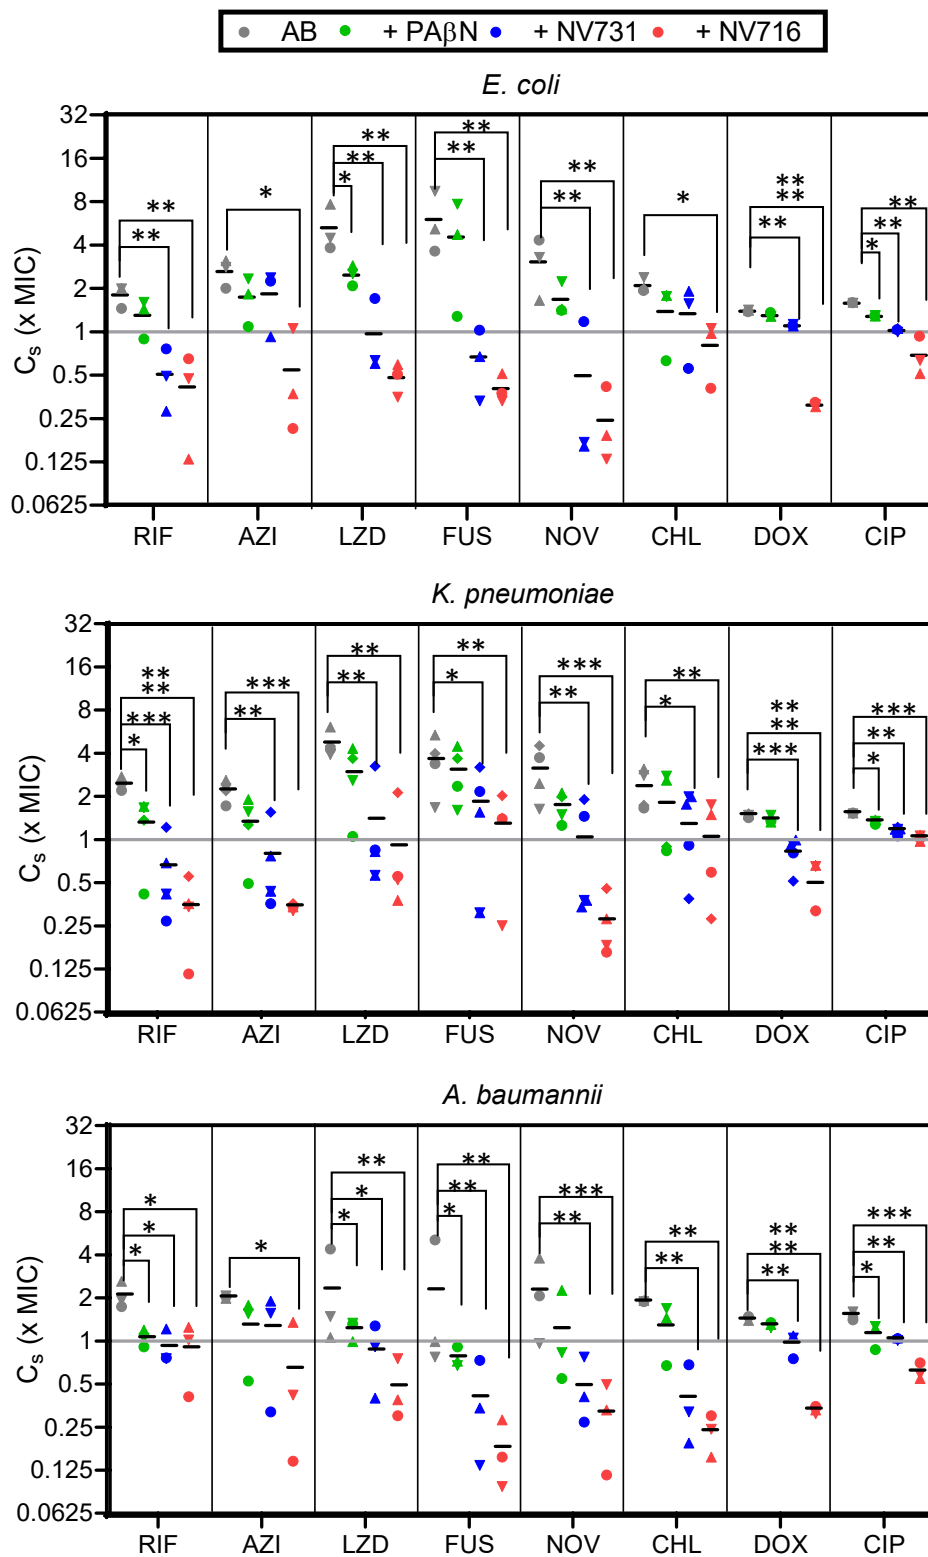 AB + PAβN + NV731 + NV716
E. coli
** **
** * **
** ** * ** ** ** ** ** * ** ** ** ** * **
32
16
8
4
2
1
0.5
0.25
0.125
0.0625
Cs (x MIC)
RIF AZI LZD FUS NOV CHL DOX CIP
K. pneumoniae
** ** *** * *** ** ** ** ** * *** ** ** * ** ** *** *** ** *
32
16
8
4
2
1
0.5
0.25
0.125
0.0625
Cs (x MIC)
RIF AZI LZD FUS NOV CHL DOX CIP
A. baumannii
* * * * ** * * ** ** * *** ** ** ** ** ** ** *** ** *
32
16
8
4
2
1
0.5
0.25
0.125
0.0625
Cs (x MIC)
RIF AZI LZD FUS NOV CHL DOX CIP